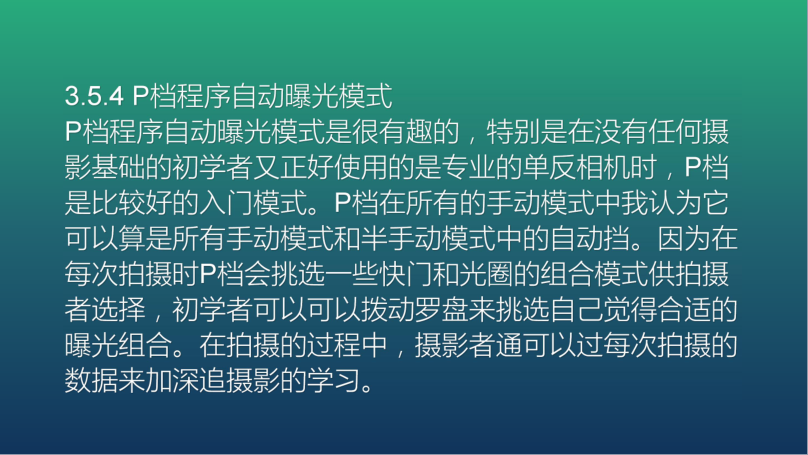 3.5.4 P档程序自动曝光模式
P档程序自动曝光模式是很有趣的，特别是在没有任何摄
影基础的初学者又正好使用的是专业的单反相机时，P档
是比较好的入门模式。P档在所有的手动模式中我认为它
可以算是所有手动模式和半手动模式中的自动挡。因为在
每次拍摄时P档会挑选一些快门和光圈的组合模式供拍摄
者选择，初学者可以可以拨动罗盘来挑选自己觉得合适的
曝光组合。在拍摄的过程中，摄影者通可以过每次拍摄的
数据来加深追摄影的学习。